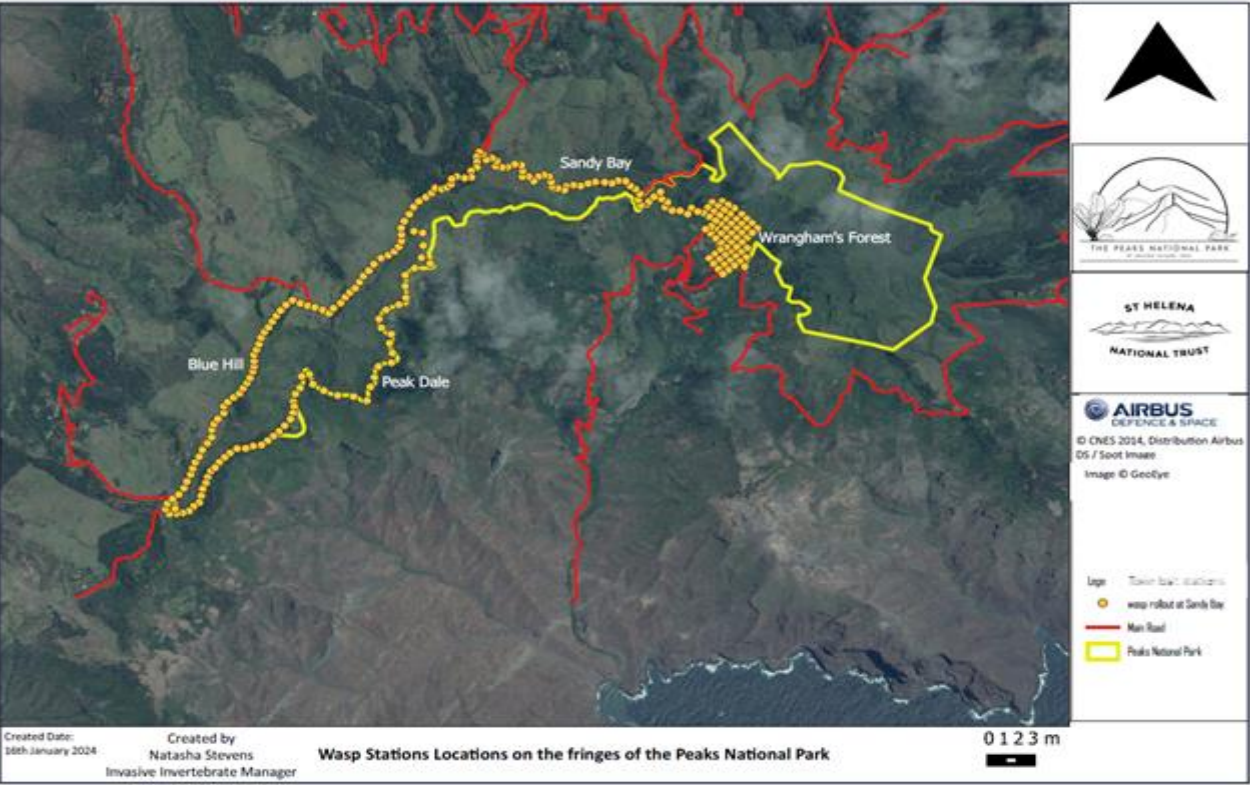 Sandy Bay
Wrangham's Forest
Blue Hill
Peak Dale
THE PEAKS NATIONAL PARK
ST HELENA
NATIONAL TRUST
AIRBUS
DEFENCE & SPACE
© CNES 2014, Distribution Airbus
DS / Spot Image
Image © GeoEye
wasp rollout at Sandy Bay
Main Road
Peaks National Park
Created Date:
16th January 2024
Created by
Natasha Stevens
Invasive Invertebrate Manager
Wasp Stations Locations on the fringes of the Peaks National Park
0 1 2 3 m